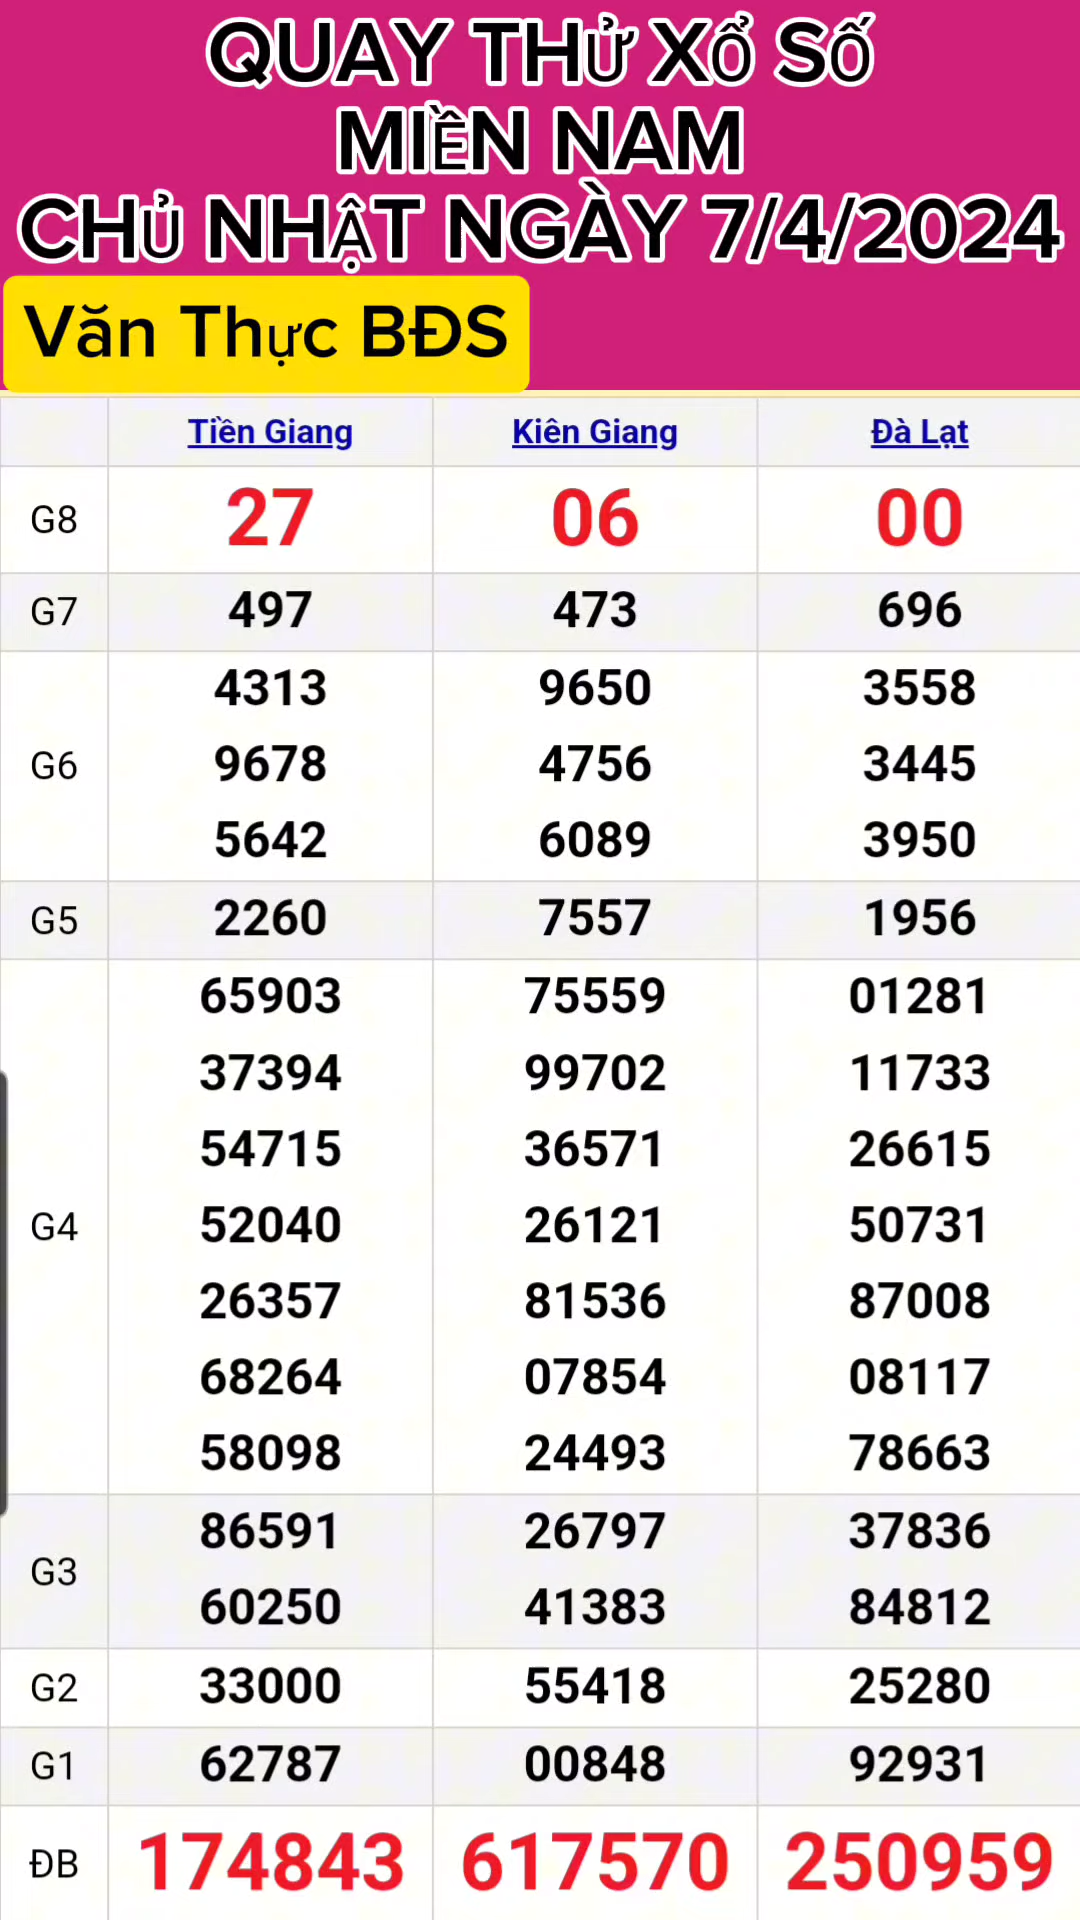 QUAY THỬ XỔ SỐ
MIỀN NAM
CHỦ NHẬT NGÀY 7/4/2024
Văn Thực BĐS
Tiền Giang Kiên Giang Đà Lạt
G8 27 06 00
G7 497 473 696
4313 9650 3558
G6 9678 4756 3445
5642 6089 3950
G5 2260 7557 1956
65903 75559 01281
37394 99702 11733
54715 36571 26615
G4 52040 26121 50731
26357 81536 87008
68264 07854 08117
58098 24493 78663
G3 86591 26797 37836
60250 41383 84812
G2 33000 55418 25280
G1 62787 00848 92931
ĐB 174843 617570 250959